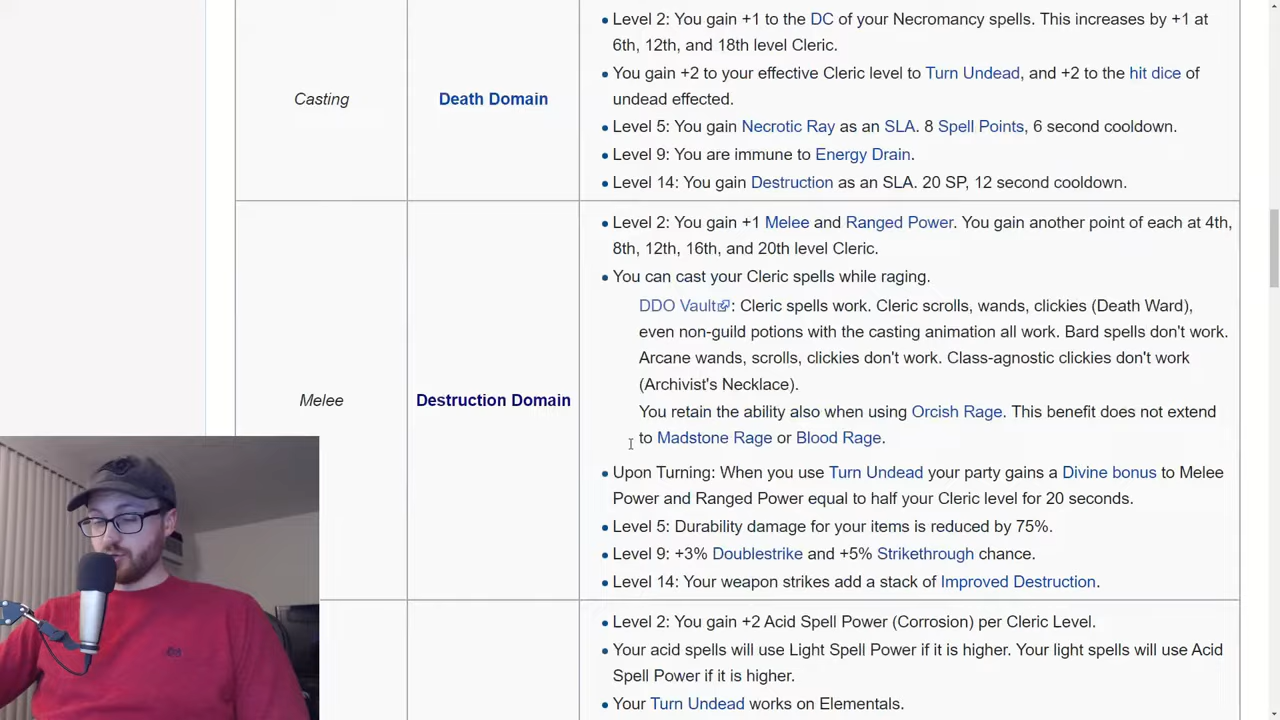 Level 2: You gain +1 to the DC of your Necromancy spells. This increases by +1 at
6th, 12th, and 18th level Cleric.
You gain +2 to your effective Cleric level to Turn Undead, and +2 to the hit dice of
undead effected.
Casting
Death Domain
Level 5: You gain Necrotic Ray as an SLA. 8 Spell Points, 6 second cooldown.
Level 9: You are immune to Energy Drain.
Level 14: You gain Destruction as an SLA. 20 SP, 12 second cooldown.
Level 2: You gain +1 Melee and Ranged Power. You gain another point of each at 4th,
8th, 12th, 16th, and 20th level Cleric.
You can cast your Cleric spells while raging.
DDO Vault: Cleric spells work. Cleric scrolls, wands, clickies (Death Ward),
even non-guild potions with the casting animation all work. Bard spells don't work.
Arcane wands, scrolls, clickies don't work. Class-agnostic clickies don't work
(Archivist's Necklace).
Melee
Destruction Domain
You retain the ability also when using Orcish Rage. This benefit does not extend
to Madstone Rage or Blood Rage.
Upon Turning: When you use Turn Undead your party gains a Divine bonus to Melee
Power and Ranged Power equal to half your Cleric level for 20 seconds.
Level 5: Durability damage for your items is reduced by 75%.
Level 9: +3% Doublestrike and +5% Strikethrough chance.
Level 14: Your weapon strikes add a stack of Improved Destruction.
Level 2: You gain +2 Acid Spell Power (Corrosion) per Cleric Level.
Your acid spells will use Light Spell Power if it is higher. Your light spells will use Acid
Spell Power if it is higher.
Your Turn Undead works on Elementals.